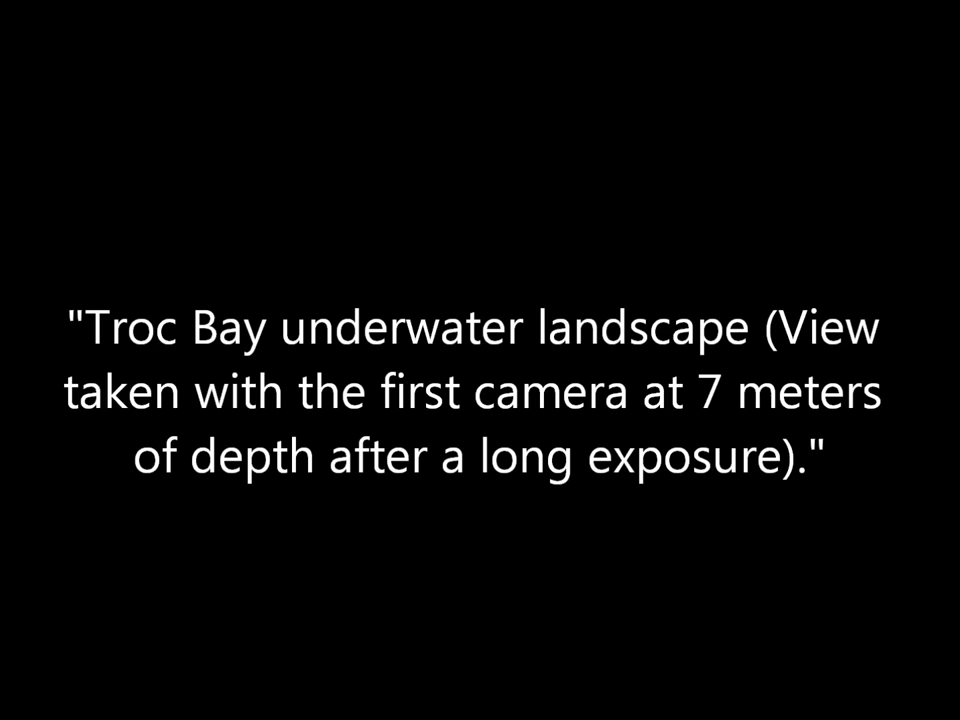 "Troc Bay underwater landscape (View
taken with the first camera at 7 meters
of depth after a long exposure)."